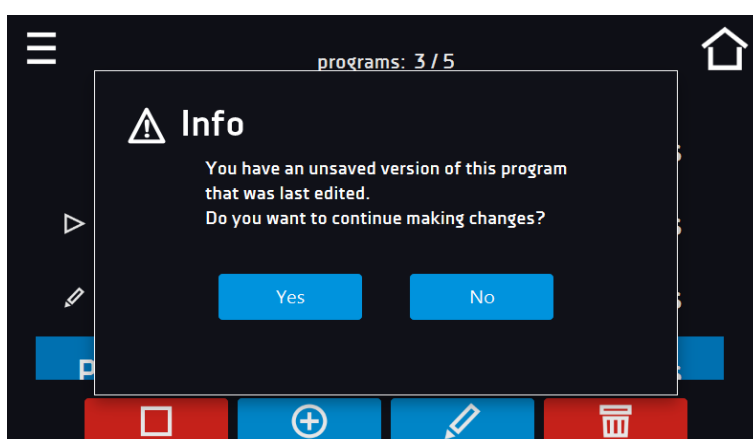 programs: 3 / 5
Info
You have an unsaved version of this program
that was last edited.
Do you want to continue making changes?
Yes
No